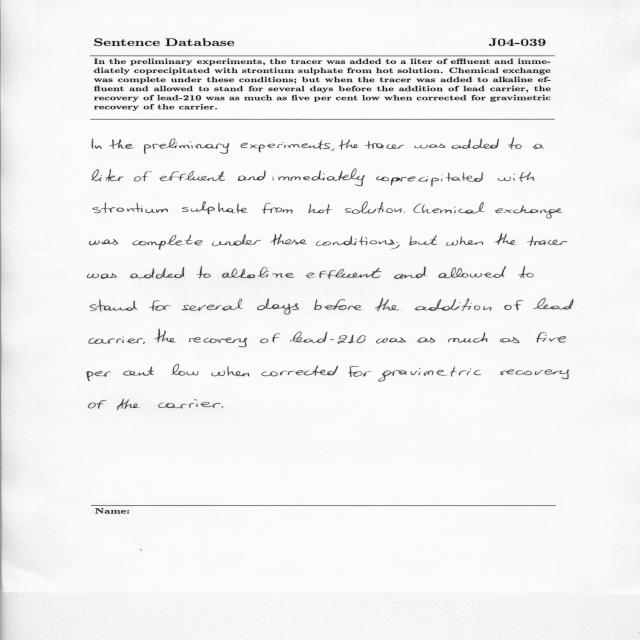 Sentence Database J04-039
In the preliminary experiments, the tracer was added to a liter of effluent and imme-
diately coprecipitated with strontium sulphate from hot solution. Chemical exchange
was complete under these conditions; but when the tracer was added to alkaline ef-
fluent and allowed to stand for several days before the addition of lead carrier, the
recovery of lead-210 was as much as five per cent low when corrected for gravimetric
recovery of the carrier.
In the preliminary experiments, the tracer was added to a
liter of effluent and immediately coprecipitated with
strontium sulphate from hot solution. Chemical exchange
was complete under these conditions; but when the tracer
was added to alkaline effluent and allowed to
stand for several days before the addition of lead
carrier, the recovery of lead-210 was as much as five
per cent low when corrected for gravimetric recovery
of the carrier.
Name: